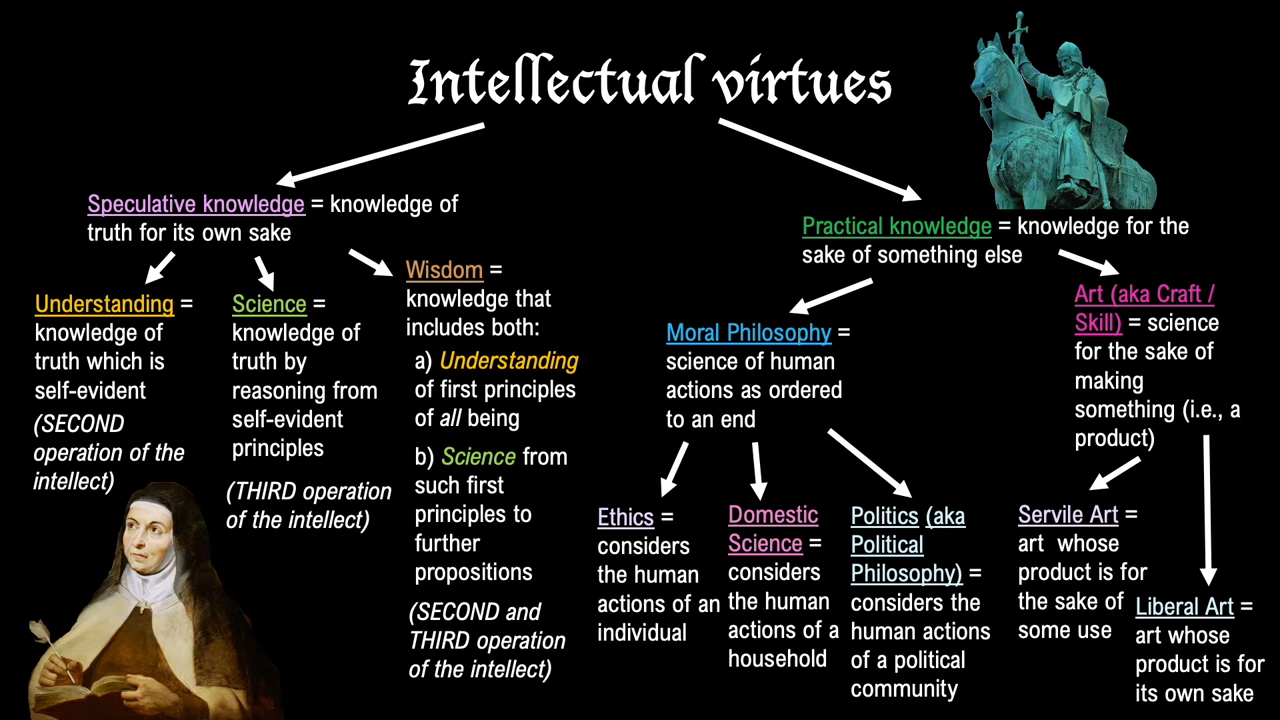 Intellectual virtues
Speculative knowledge = knowledge of
truth for its own sake
Understanding =
knowledge of
truth which is
self-evident
(SECOND
operation of the
intellect)
Science =
knowledge of
truth by
reasoning from
self-evident
principles
(THIRD operation
of the intellect)
Wisdom =
knowledge that
includes both:
a) Understanding
of first principles
of all being
b) Science from
such first
principles to
further
propositions
(SECOND and
THIRD operation
of the intellect)
Practical knowledge = knowledge for the
sake of something else
Moral Philosophy =
science of human
actions as ordered
to an end
Ethics =
considers
the human
actions of an
individual
Domestic
Science =
considers
the human
actions of a
household
Politics (aka
Political
Philosophy) =
considers the
human actions
of a political
community
Art (aka Craft /
Skill) = science
for the sake of
making
something (i.e., a
product)
Servile Art =
art whose
product is for
the sake of
some use
Liberal Art =
art whose
product is for
its own sake